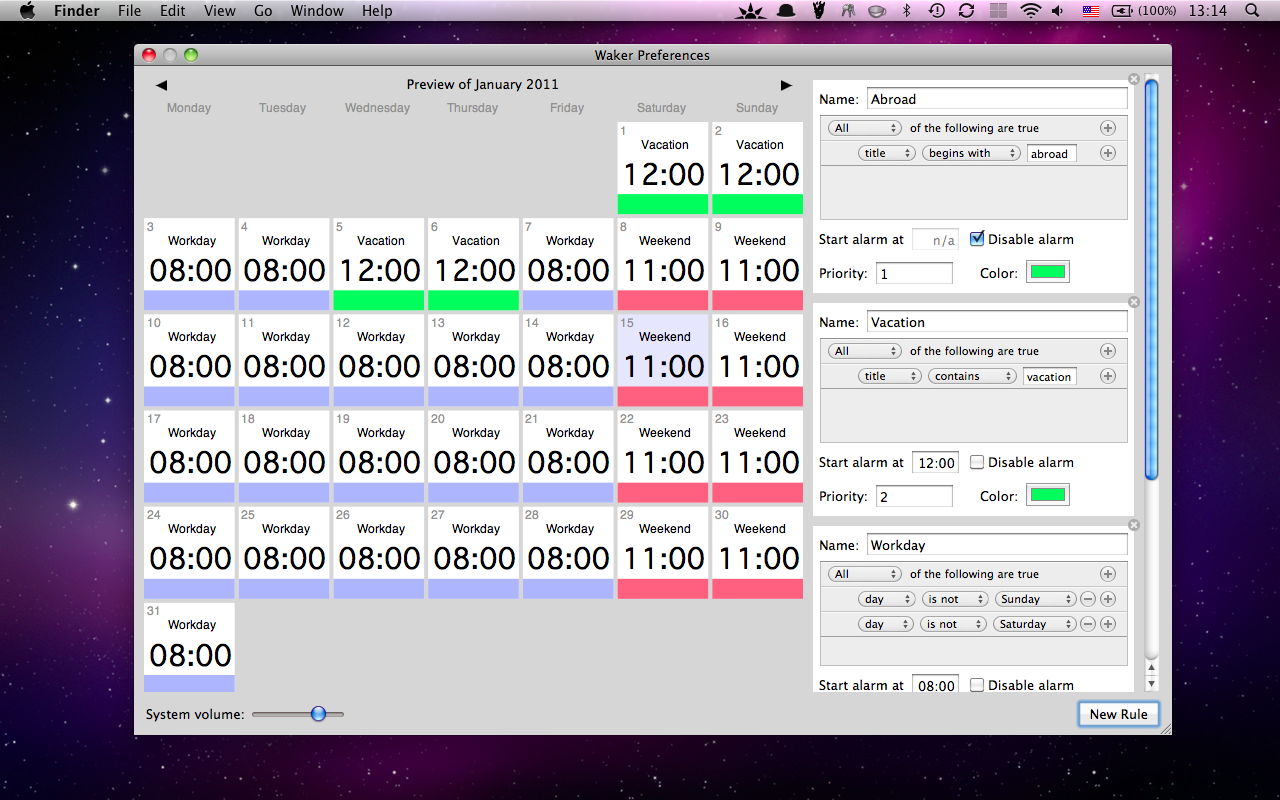 Finder File Edit View Go Window Help (100%) 13:14
Waker Preferences
Preview of January 2011
Monday Tuesday Wednesday Thursday Friday Saturday Sunday
1 2
Vacation Vacation
12:00 12:00
3 4 5 6 7 8 9
Workday Workday Vacation Vacation Workday Weekend Weekend
08:00 08:00 12:00 12:00 08:00 11:00 11:00
10 11 12 13 14 15 16
Workday Workday Workday Workday Workday Weekend Weekend
08:00 08:00 08:00 08:00 08:00 11:00 11:00
17 18 19 20 21 22 23
Workday Workday Workday Workday Workday Weekend Weekend
08:00 08:00 08:00 08:00 08:00 11:00 11:00
24 25 26 27 28 29 30
Workday Workday Workday Workday Workday Weekend Weekend
08:00 08:00 08:00 08:00 08:00 11:00 11:00
31
Workday
08:00
System volume:
Name: Abroad
All of the following are true
title begins with abroad
Start alarm at n/a Disable alarm
Priority: 1 Color:
Name: Vacation
All of the following are true
title contains vacation
Start alarm at 12:00 Disable alarm
Priority: 2 Color:
Name: Workday
All of the following are true
day is not Sunday
day is not Saturday
Start alarm at 08:00 Disable alarm
New Rule